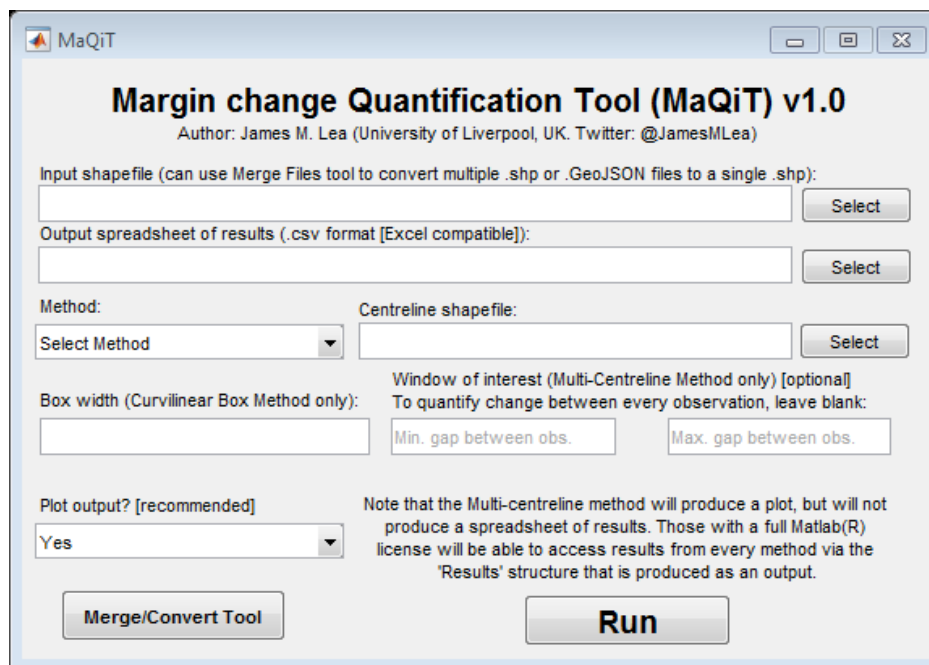 MaQiT
Margin change Quantification Tool (MaQiT) v1.0
Author: James M. Lea (University of Liverpool, UK. Twitter: @JamesMLea)
Input shapefile (can use Merge Files tool to convert multiple .shp or .GeoJSON files to a single .shp):
Select
Output spreadsheet of results (.csv format [Excel compatible]):
Select
Method:
Centreline shapefile:
Select Method
Select
Window of interest (Multi-Centreline Method only) [optional]
Box width (Curvilinear Box Method only):
To quantify change between every observation, leave blank:
Min. gap between obs.
Max. gap between obs.
Plot output? [recommended]
Yes
Note that the Multi-centreline method will produce a plot, but will not
produce a spreadsheet of results. Those with a full Matlab(R)
license will be able to access results from every method via the
'Results' structure that is produced as an output.
Merge/Convert Tool
Run